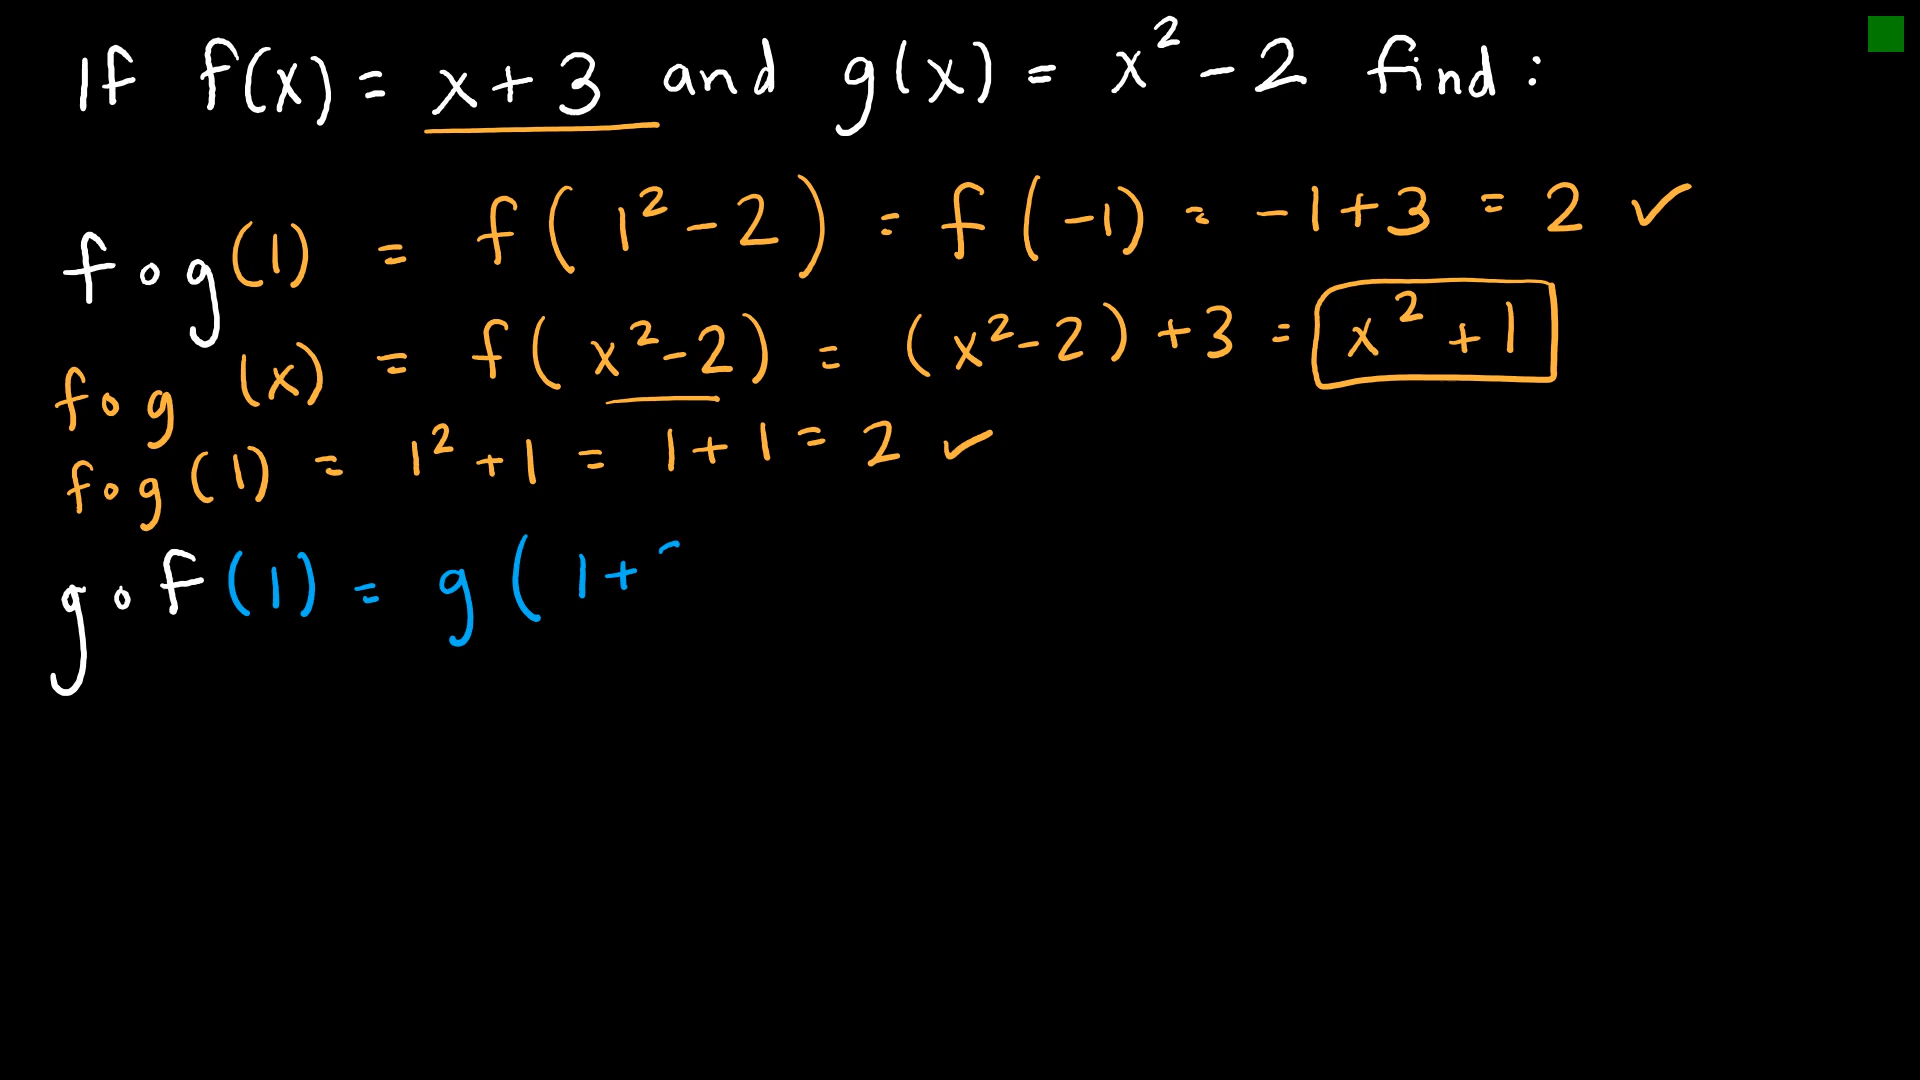 If f(x) = x + 3 and g(x) = x² - 2 find :
f ∘ g(1) = f( 1² - 2 ) = f(-1) = -1 + 3 = 2 ✓
f ∘ g (x) = f( x² - 2 ) = (x² - 2) + 3 = x² + 1
f ∘ g (1) = 1² + 1 = 1 + 1 = 2 ✓
g ∘ f (1) = g ( 1 +